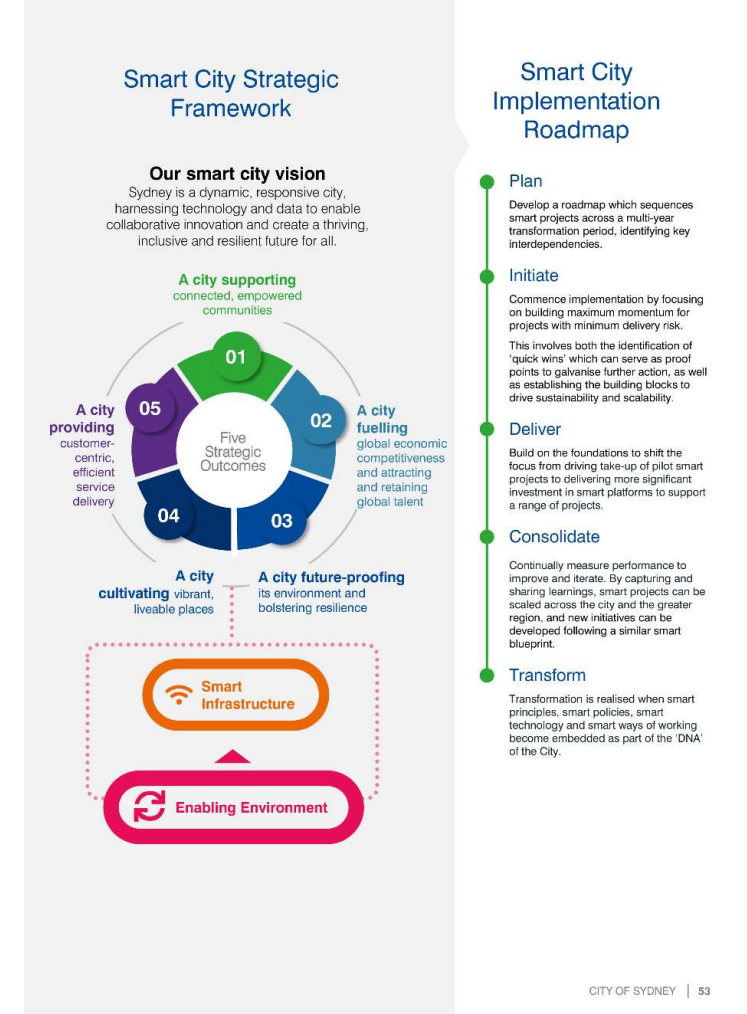 Smart City Strategic
Framework
Our smart city vision
Sydney is a dynamic, responsive city,
harnessing technology and data to enable
collaborative innovation and create a thriving,
inclusive and resilient future for all.
A city supporting
connected, empowered
communities
01
02
03
04
05
Five
Strategic
Outcomes
A city
fuelling
global economic
competitiveness
and attracting
and retaining
global talent
A city future-proofing
its environment and
bolstering resilience
A city
cultivating vibrant,
liveable places
A city
providing
customer-
centric,
efficient
service
delivery
Smart
Infrastructure
Enabling Environment
Smart City
Implementation
Roadmap
Plan
Develop a roadmap which sequences
smart projects across a multi-year
transformation period, identifying key
interdependencies.
Initiate
Commence implementation by focusing
on building maximum momentum for
projects with minimum delivery risk.
This involves both the identification of
‘quick wins’ which can serve as proof
points to galvanise further action, as well
as establishing the building blocks to
drive sustainability and scalability.
Deliver
Build on the foundations to shift the
focus from driving take-up of pilot smart
projects to delivering more significant
investment in smart platforms to support
a range of projects.
Consolidate
Continually measure performance to
improve and iterate. By capturing and
sharing learnings, smart projects can be
scaled across the city and the greater
region, and new initiatives can be
developed following a similar smart
blueprint.
Transform
Transformation is realised when smart
principles, smart policies, smart
technology and smart ways of working
become embedded as part of the ‘DNA’
of the City.
CITY OF SYDNEY | 53